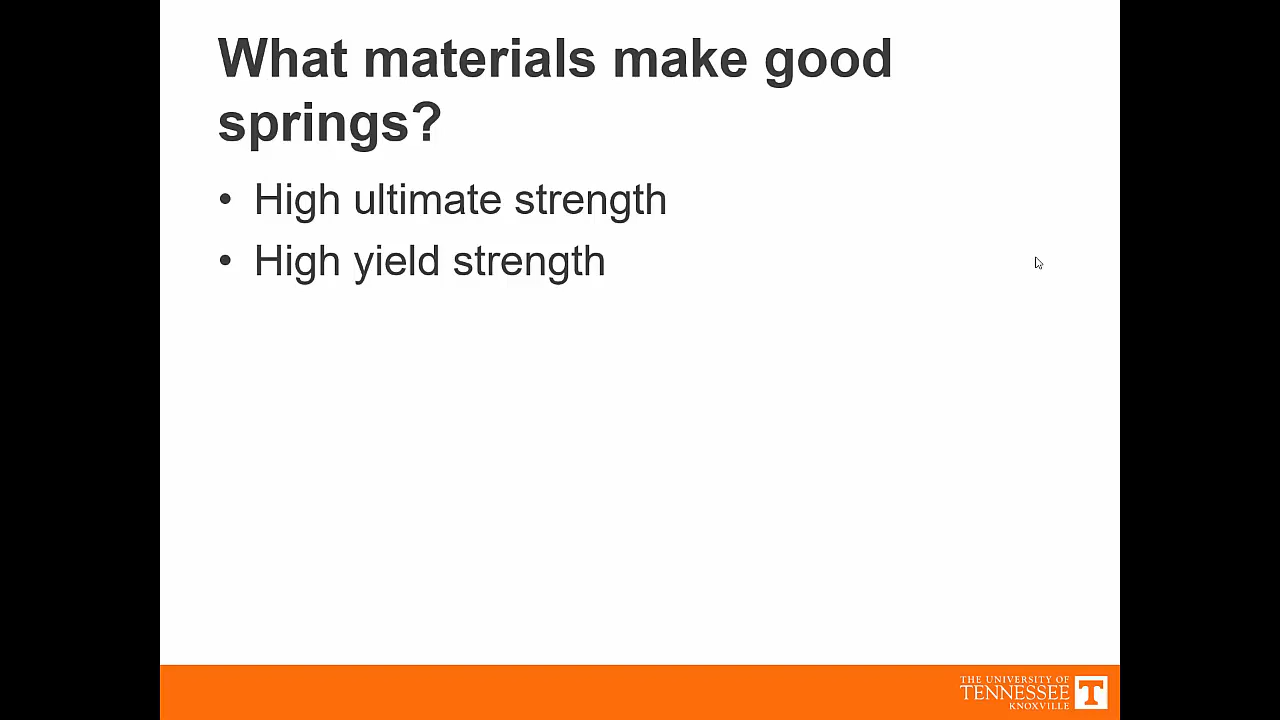 What materials make good
springs?
• High ultimate strength
• High yield strength
THE UNIVERSITY OF
TENNESSEE
KNOXVILLE
T